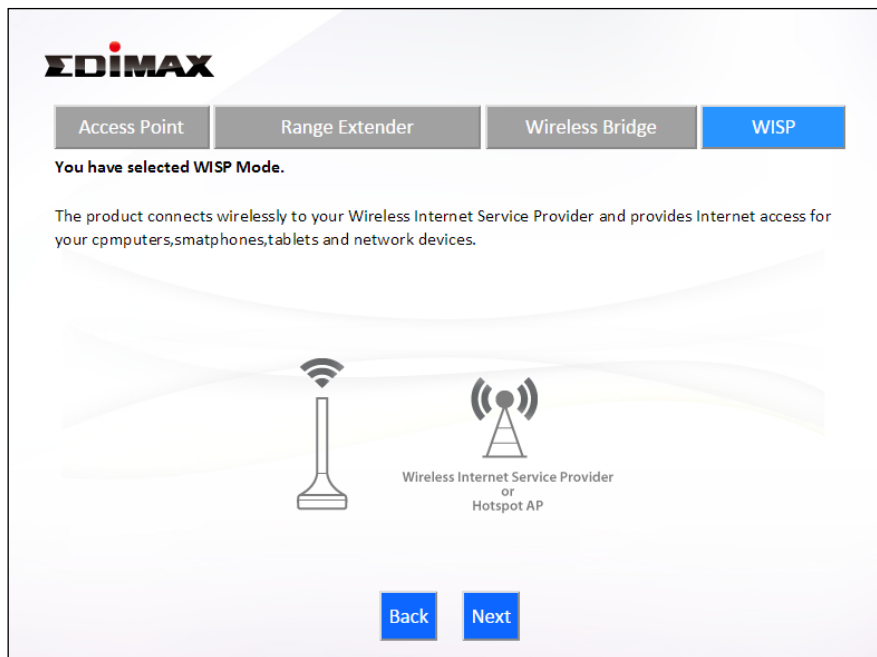 EDIMAX
Access Point
Range Extender
Wireless Bridge
WISP
You have selected WISP Mode.
The product connects wirelessly to your Wireless Internet Service Provider and provides Internet access for
your cpmputers,smatphones,tablets and network devices.
Wireless Internet Service Provider
or
Hotspot AP
Back
Next